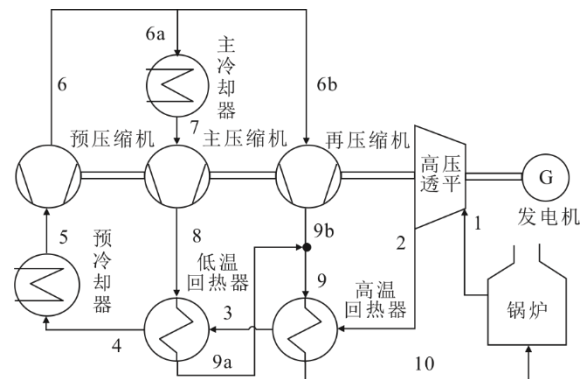 6a
主冷却器
6
6b
7
预压缩机
主压缩机
再压缩机
高压
透平
G
发电机
1
2
5
预冷却器
8
9b
低温
回热器
9
高温
回热器
3
4
9a
10
锅炉